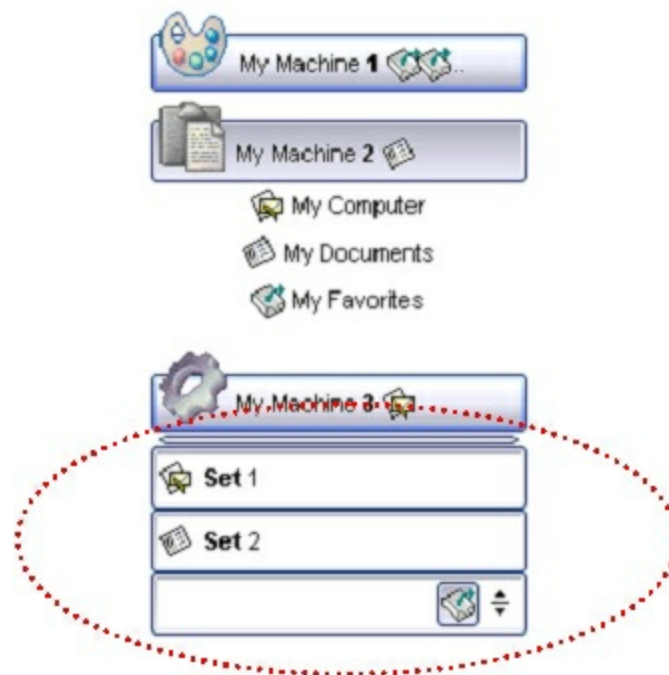 My Machine 1 ..
My Machine 2
My Computer
My Documents
My Favorites
My Machine 3
Set 1
Set 2